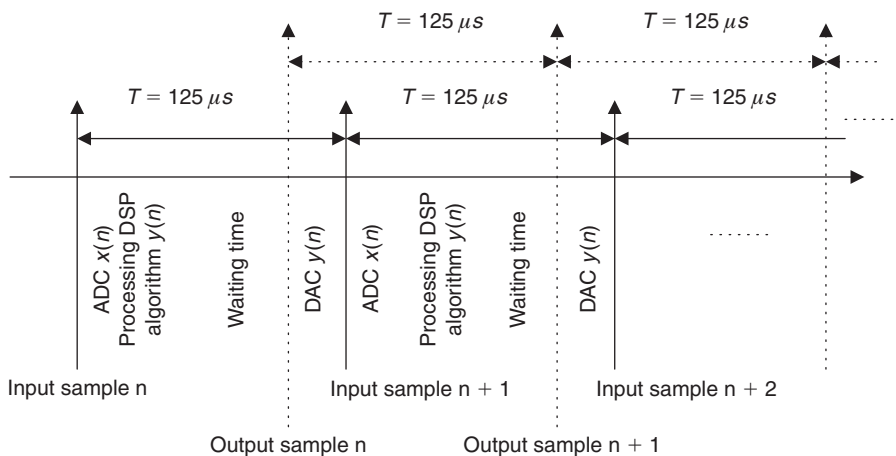 T = 125 μs
T = 125 μs
T = 125 μs
T = 125 μs
T = 125 μs
ADC x(n)
Processing DSP
algorithm y(n)
Waiting time
DAC y(n)
ADC x(n)
Processing DSP
algorithm y(n)
Waiting time
DAC y(n)
Input sample n
Input sample n + 1
Input sample n + 2
Output sample n
Output sample n + 1